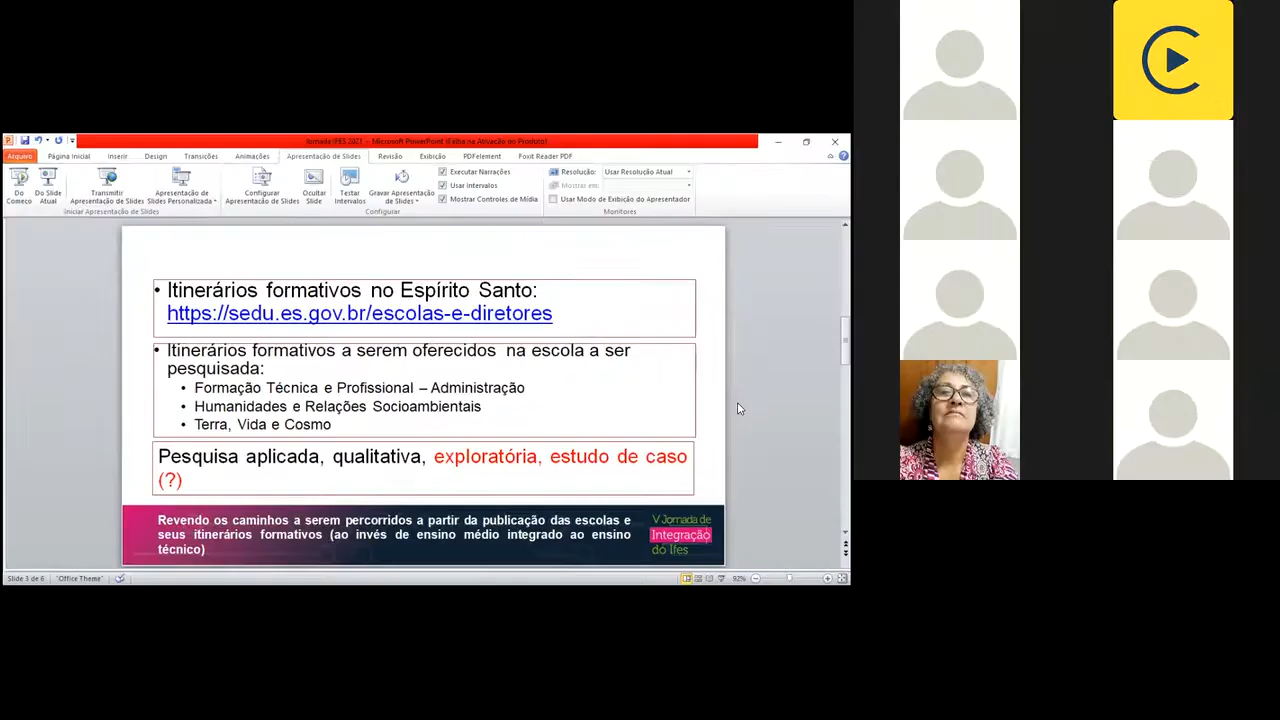 Jornada IFES 2021 - Microsoft PowerPoint (Falha na Ativação do Produto)
Arquivo Página Inicial Inserir Design Transições Animações Apresentação de Slides Revisão Exibição PDFelement Foxit Reader PDF
Do Começo
Do Slide Atual
Transmitir Apresentação de Slides
Apresentação de Slides Personalizada
Iniciar Apresentação de Slides
Configurar Apresentação de Slides
Ocultar Slide
Testar Intervalos
Gravar Apresentação de Slides
Executar Narrações
Usar Intervalos
Mostrar Controles de Mídia
Configurar
Resolução: Usar Resolução Atual
Mostrar em:
Usar Modo de Exibição do Apresentador
Monitores
• Itinerários formativos no Espírito Santo:
https://sedu.es.gov.br/escolas-e-diretores
• Itinerários formativos a serem oferecidos na escola a ser
pesquisada:
• Formação Técnica e Profissional – Administração
• Humanidades e Relações Socioambientais
• Terra, Vida e Cosmo
Pesquisa aplicada, qualitativa, exploratória, estudo de caso
(?)
Revendo os caminhos a serem percorridos a partir da publicação das escolas e
seus itinerários formativos (ao invés de ensino médio integrado ao ensino
técnico)
V Jornada de
Integração
do Ifes
Slide 3 de 6 "Office Theme" 92%